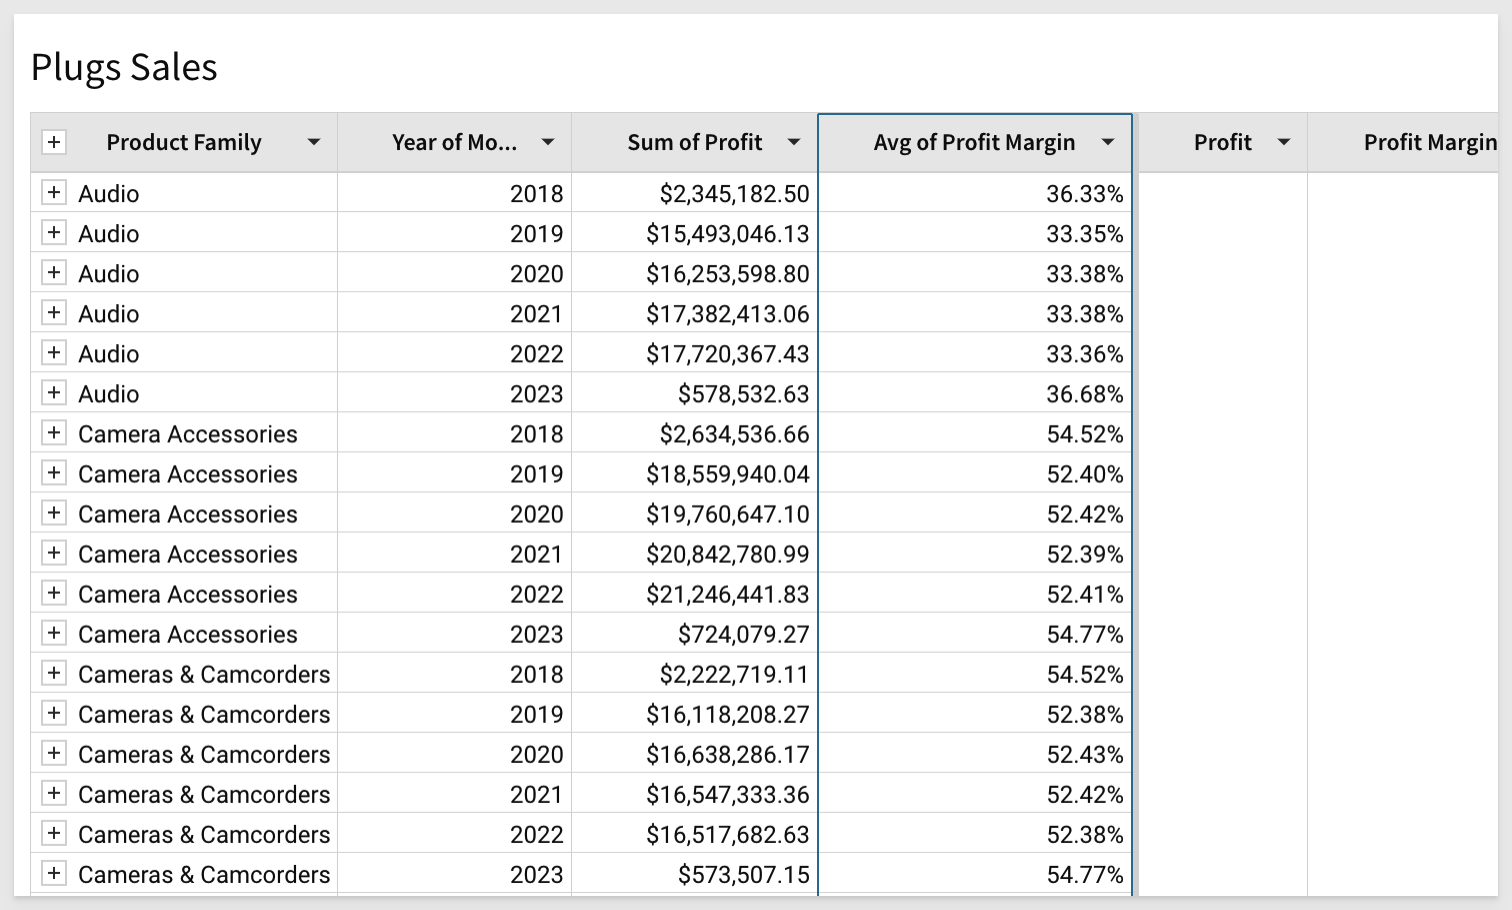 Plugs Sales
Product Family Year of Mo... Sum of Profit Avg of Profit Margin Profit Profit Margin
Audio 2018 $2,345,182.50 36.33%
Audio 2019 $15,493,046.13 33.35%
Audio 2020 $16,253,598.80 33.38%
Audio 2021 $17,382,413.06 33.38%
Audio 2022 $17,720,367.43 33.36%
Audio 2023 $578,532.63 36.68%
Camera Accessories 2018 $2,634,536.66 54.52%
Camera Accessories 2019 $18,559,940.04 52.40%
Camera Accessories 2020 $19,760,647.10 52.42%
Camera Accessories 2021 $20,842,780.99 52.39%
Camera Accessories 2022 $21,246,441.83 52.41%
Camera Accessories 2023 $724,079.27 54.77%
Cameras & Camcorders 2018 $2,222,719.11 54.52%
Cameras & Camcorders 2019 $16,118,208.27 52.38%
Cameras & Camcorders 2020 $16,638,286.17 52.43%
Cameras & Camcorders 2021 $16,547,333.36 52.42%
Cameras & Camcorders 2022 $16,517,682.63 52.38%
Cameras & Camcorders 2023 $573,507.15 54.77%